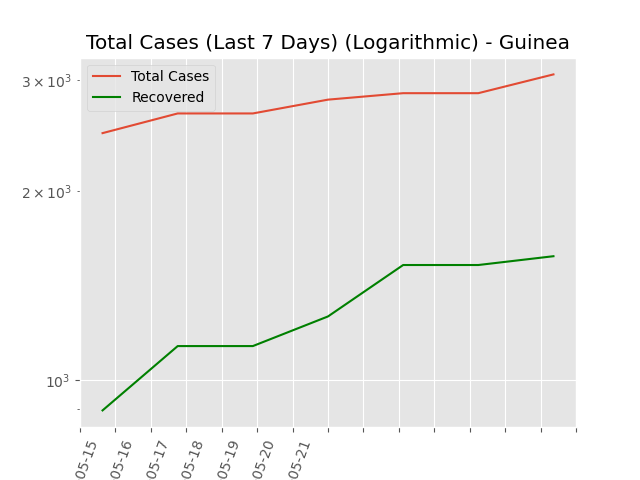 Total Cases (Last 7 Days) (Logarithmic) - Guinea
Total Cases
Recovered
3 × 10³
2 × 10³
10³
05-15
05-16
05-17
05-18
05-19
05-20
05-21